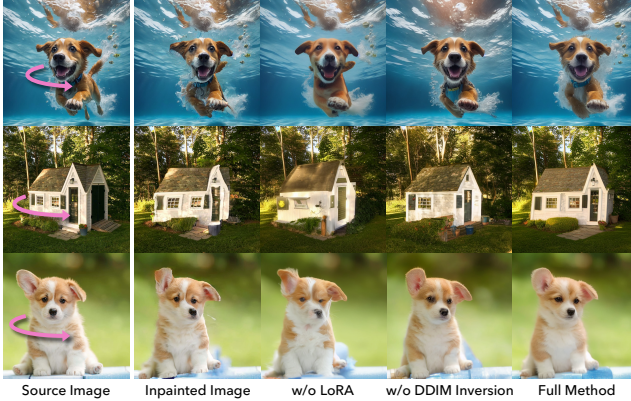 Source Image
Inpainted Image
w/o LoRA
w/o DDIM Inversion
Full Method